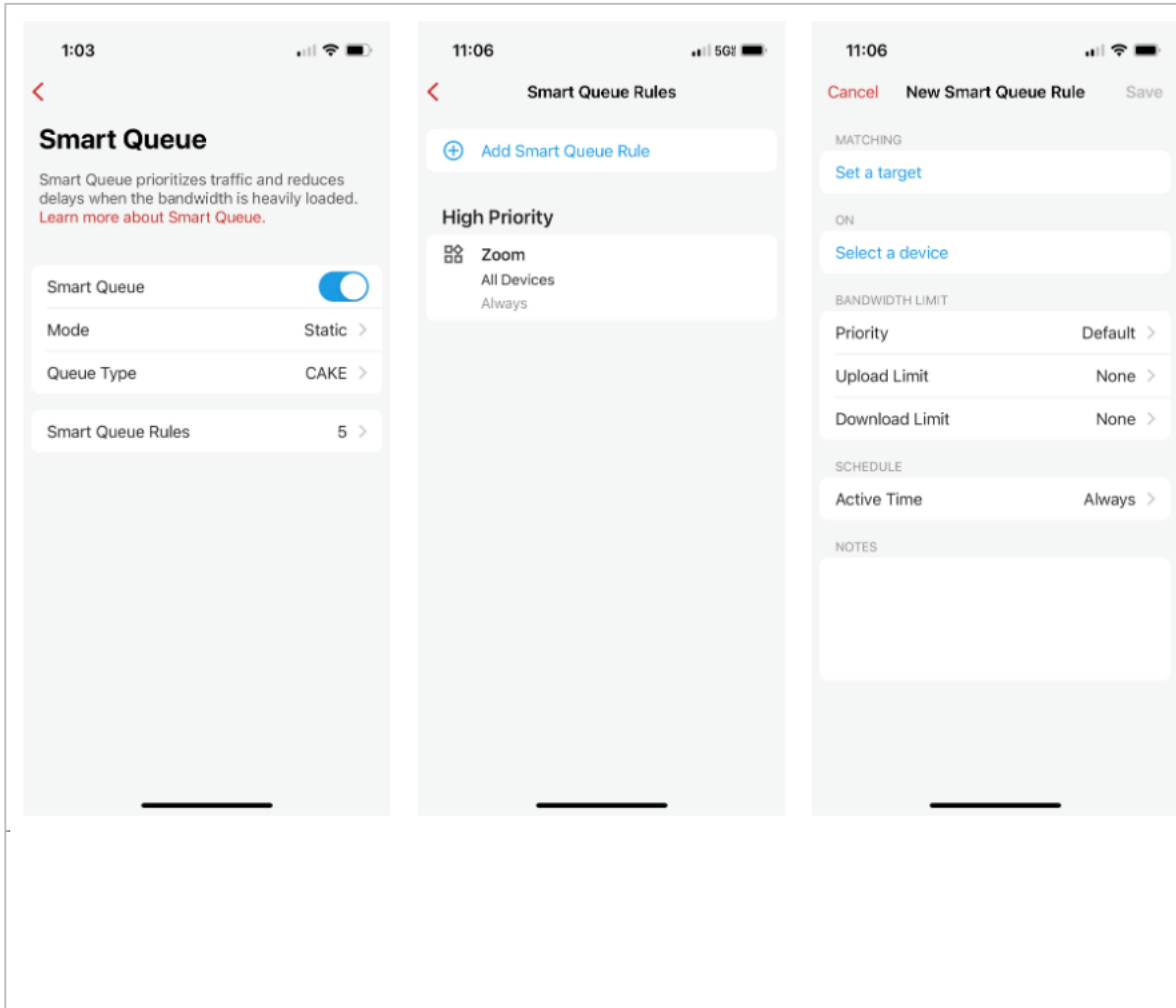 1:03
Smart Queue
Smart Queue prioritizes traffic and reduces
delays when the bandwidth is heavily loaded.
Learn more about Smart Queue.
Smart Queue
Mode Static
Queue Type CAKE
Smart Queue Rules 5
11:06 5G
Smart Queue Rules
Add Smart Queue Rule
High Priority
Zoom
All Devices
Always
11:06
Cancel New Smart Queue Rule Save
MATCHING
Set a target
ON
Select a device
BANDWIDTH LIMIT
Priority Default
Upload Limit None
Download Limit None
SCHEDULE
Active Time Always
NOTES